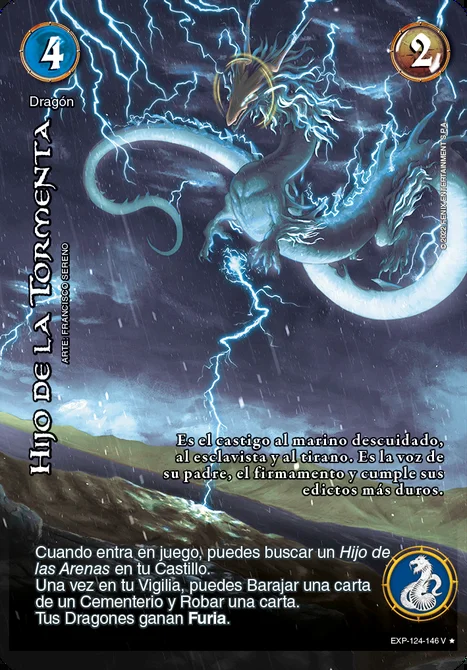 4
2
Dragón
HIJO DE LA TORMENTA
ARTE: FRANCISCO SERENO
© 2022 FENIX ENTERTAINMENT S.P.A
Es el castigo al marino descuidado,
al esclavista y al tirano. Es la voz de
su padre, el firmamento y cumple sus
edictos más duros.
Cuando entra en juego, puedes buscar un Hijo de
las Arenas en tu Castillo.
Una vez en tu Vigilia, puedes Barajar una carta
de un Cementerio y Robar una carta.
Tus Dragones ganan Furia.
EXP-124-146 V ★